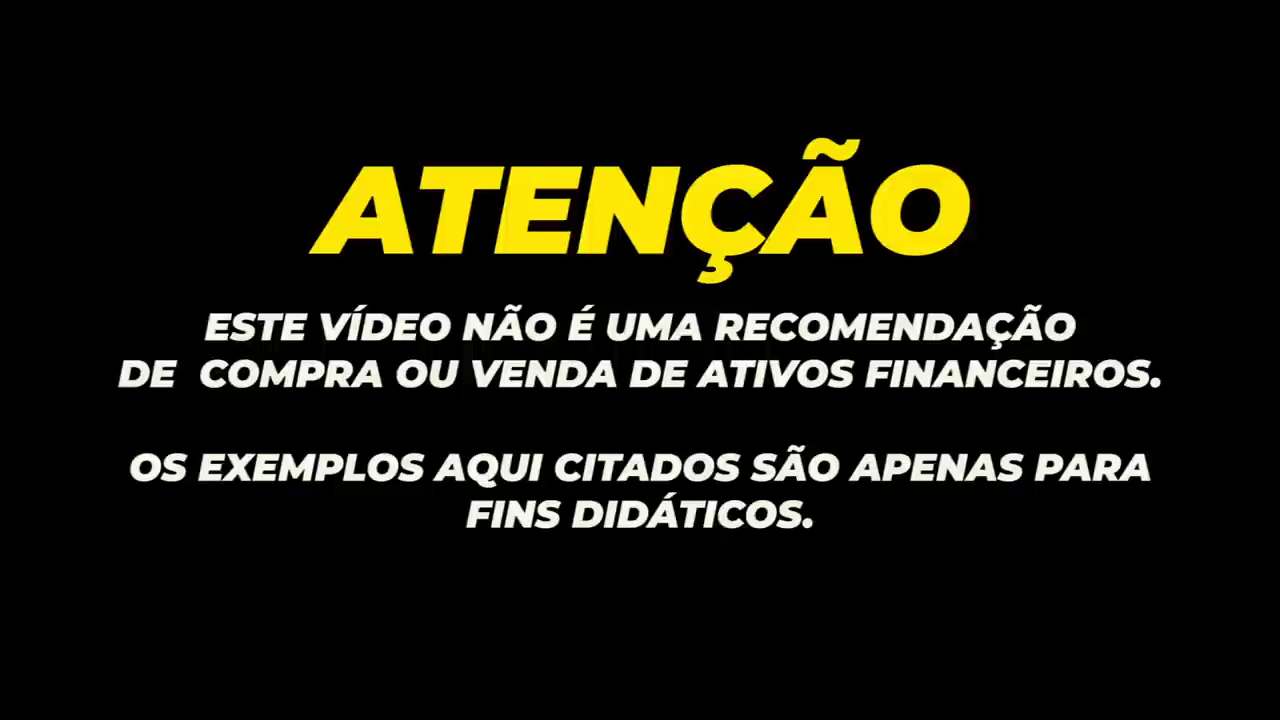 ATENÇÃO
ESTE VÍDEO NÃO É UMA RECOMENDAÇÃO
DE COMPRA OU VENDA DE ATIVOS FINANCEIROS.
OS EXEMPLOS AQUI CITADOS SÃO APENAS PARA
FINS DIDÁTICOS.